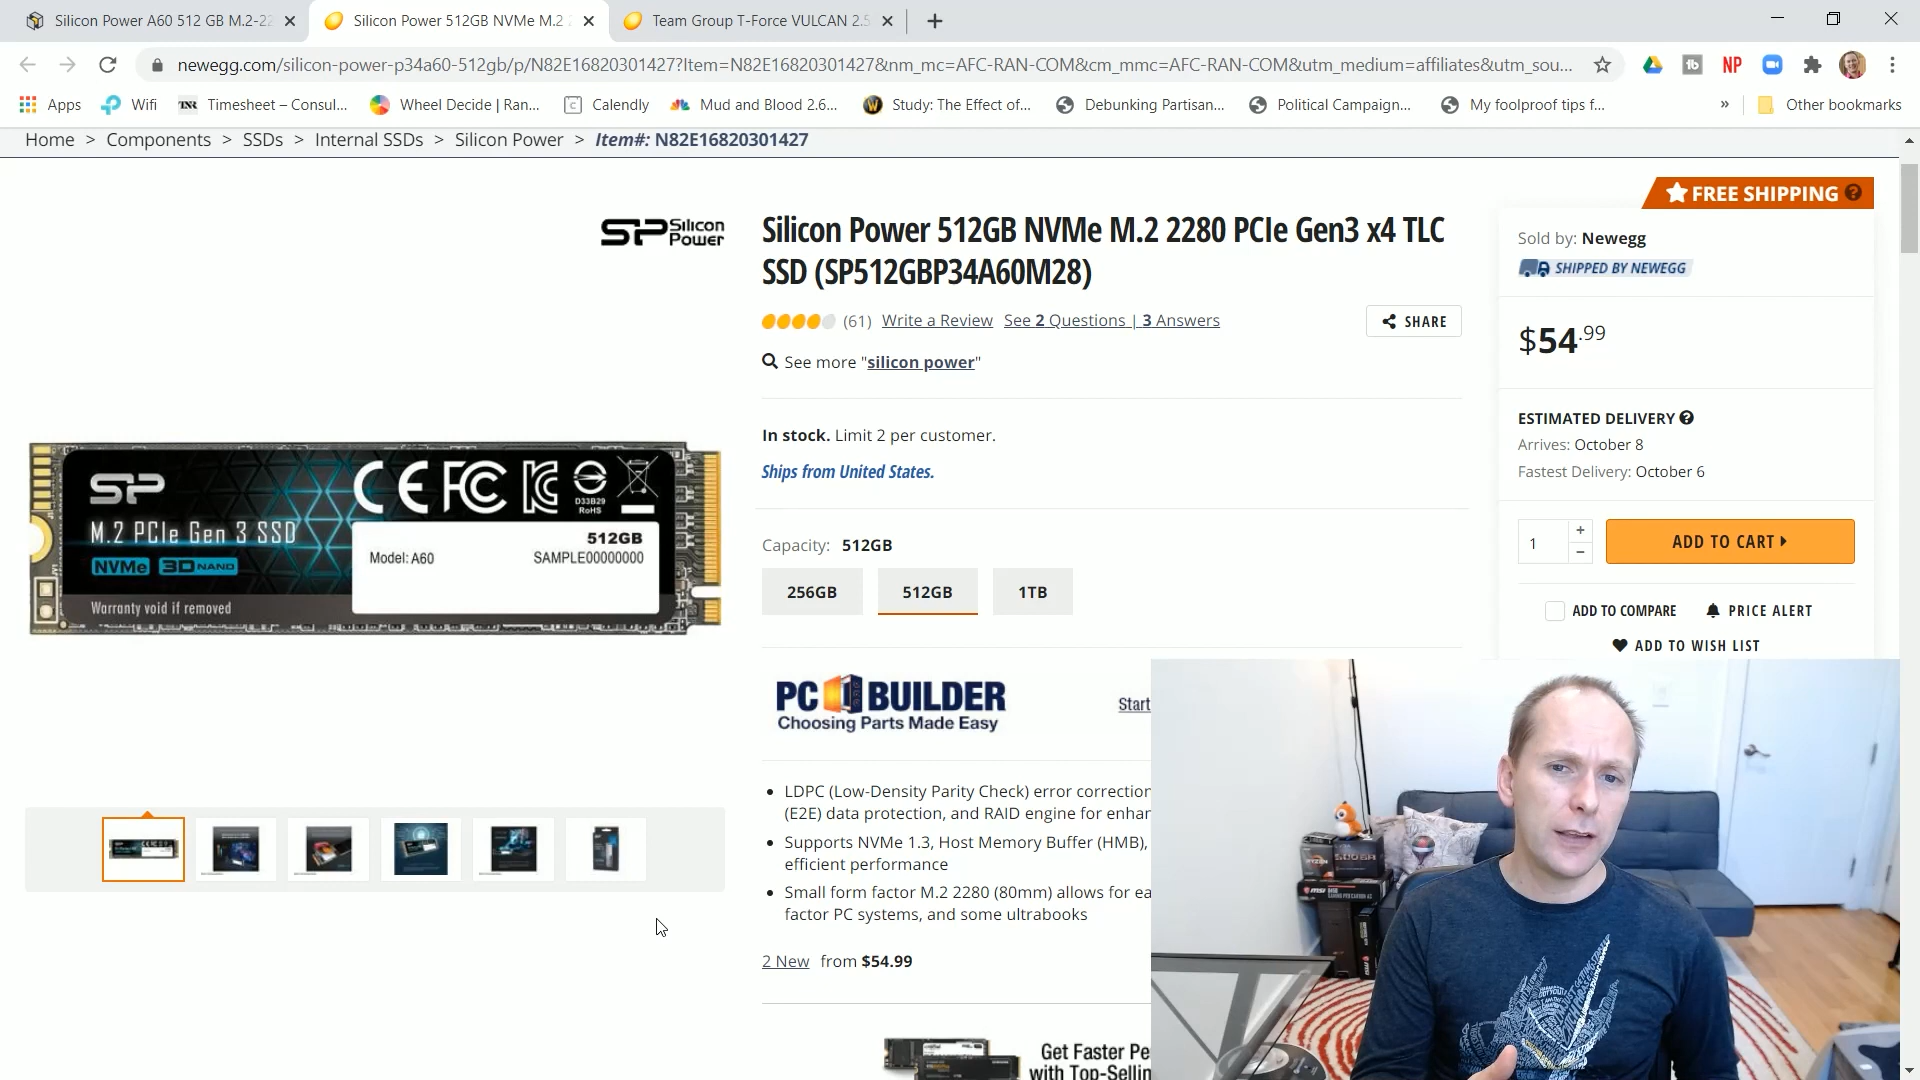 Silicon Power A60 512 GB M.2-22
Silicon Power 512GB NVMe M.2 2
Team Group T-Force VULCAN 2.5
newegg.com/silicon-power-p34a60-512gb/p/N82E16820301427?Item=N82E16820301427&nm_mc=AFC-RAN-COM&cm_mmc=AFC-RAN-COM&utm_medium=affiliates&utm_sou...
NP
Apps
Wifi
TNR Timesheet – Consul...
Wheel Decide | Ran...
Calendly
Mud and Blood 2.6...
Study: The Effect of...
Debunking Partisan...
Political Campaign...
My foolproof tips f...
»
Other bookmarks
Home > Components > SSDs > Internal SSDs > Silicon Power > Item#: N82E16820301427
FREE SHIPPING
SP Silicon Power
Silicon Power 512GB NVMe M.2 2280 PCIe Gen3 x4 TLC
SSD (SP512GBP34A60M28)
Sold by: Newegg
SHIPPED BY NEWEGG
(61) Write a Review See 2 Questions | 3 Answers
SHARE
$54.99
See more "silicon power"
In stock. Limit 2 per customer.
Ships from United States.
ESTIMATED DELIVERY
Arrives: October 8
Fastest Delivery: October 6
SP
M.2 PCIe Gen 3 SSD
NVMe 3D NAND
Warranty void if removed
CE FC
D33B29
RoHS
512GB
Model: A60 SAMPLE00000000
Capacity: 512GB
256GB
512GB
1TB
1
+
−
ADD TO CART
ADD TO COMPARE
PRICE ALERT
ADD TO WISH LIST
PC BUILDER
Choosing Parts Made Easy
Start
LDPC (Low-Density Parity Check) error correction
(E2E) data protection, and RAID engine for enhar
Supports NVMe 1.3, Host Memory Buffer (HMB),
efficient performance
Small form factor M.2 2280 (80mm) allows for ea
factor PC systems, and some ultrabooks
2 New from $54.99
Get Faster Pe
with Top-Sellin
RYZEN
msi